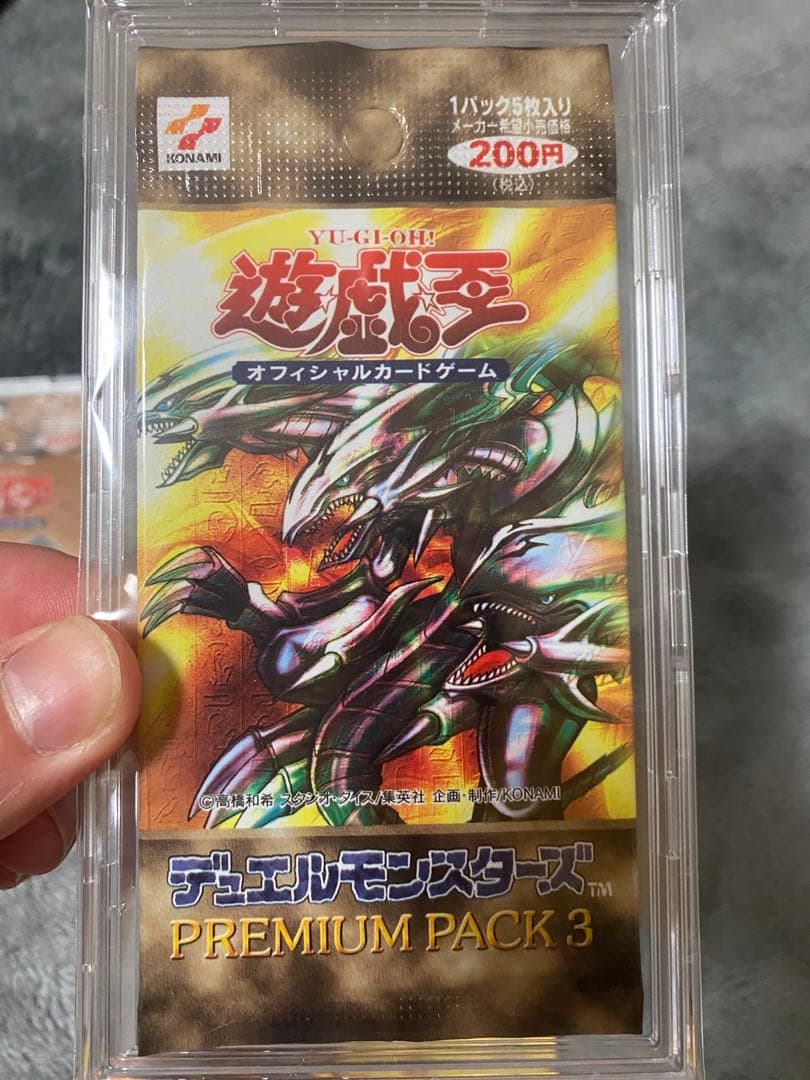 KONAMI
1パック5枚入り
メーカー希望小売価格
200円
(税込)
YU-GI-OH!
遊☆戯☆王
オフィシャルカードゲーム
©高橋和希 スタジオ・ダイス/集英社 企画・制作/KONAMI
デュエルモンスターズ™
PREMIUM PACK 3